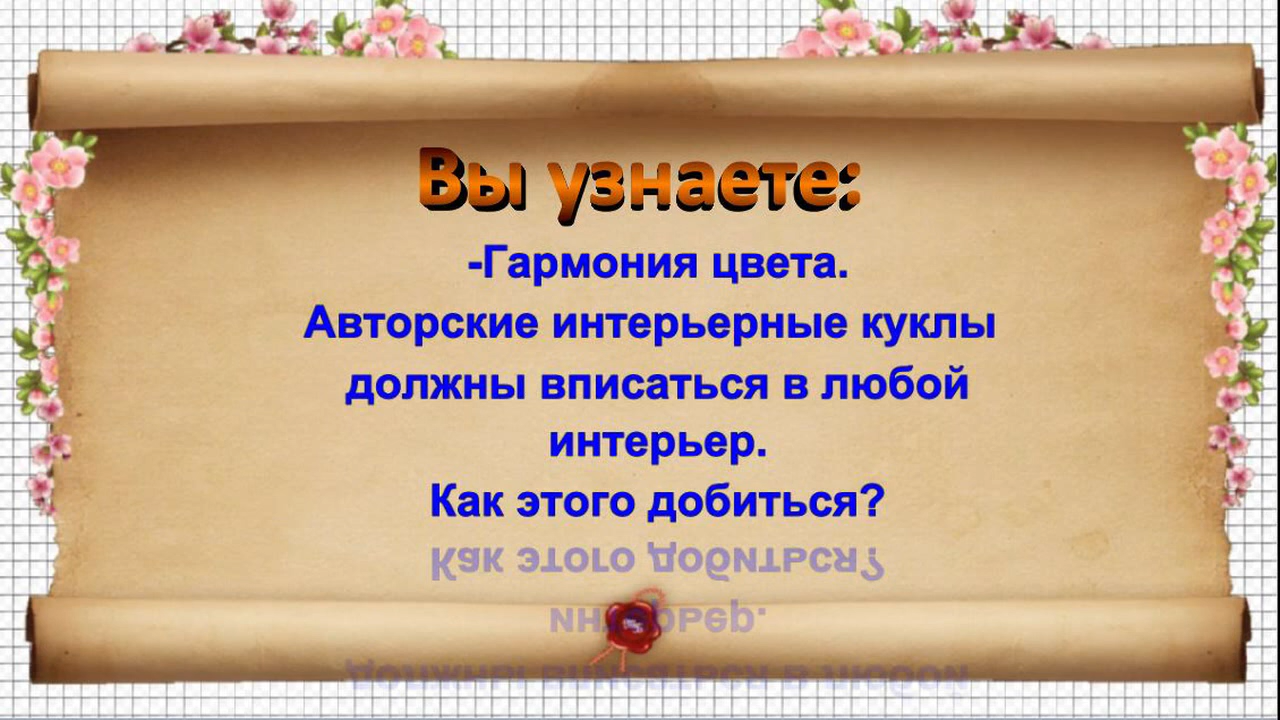 Вы узнаете:
-Гармония цвета.
Авторские интерьерные куклы
должны вписаться в любой
интерьер.
Как этого добиться?